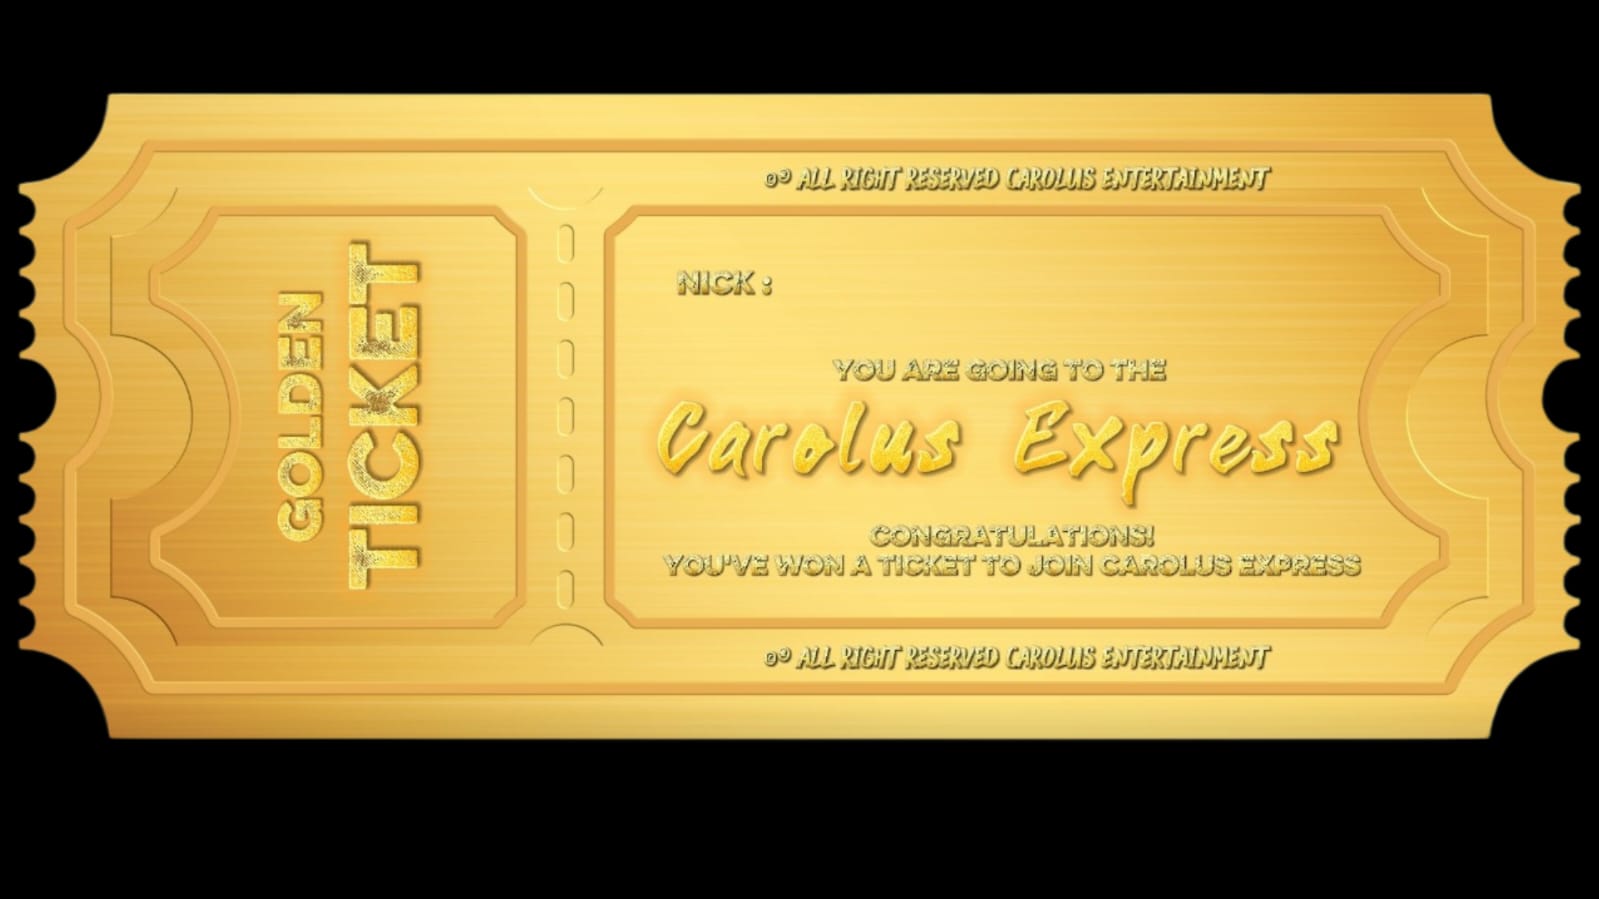 ©® ALL RIGHT RESERVED CAROLUS ENTERTAINMENT
GOLDEN
TICKET
NICK :
YOU ARE GOING TO THE
Carolus Express
CONGRATULATIONS!
YOU'VE WON A TICKET TO JOIN CAROLUS EXPRESS
©® ALL RIGHT RESERVED CAROLUS ENTERTAINMENT